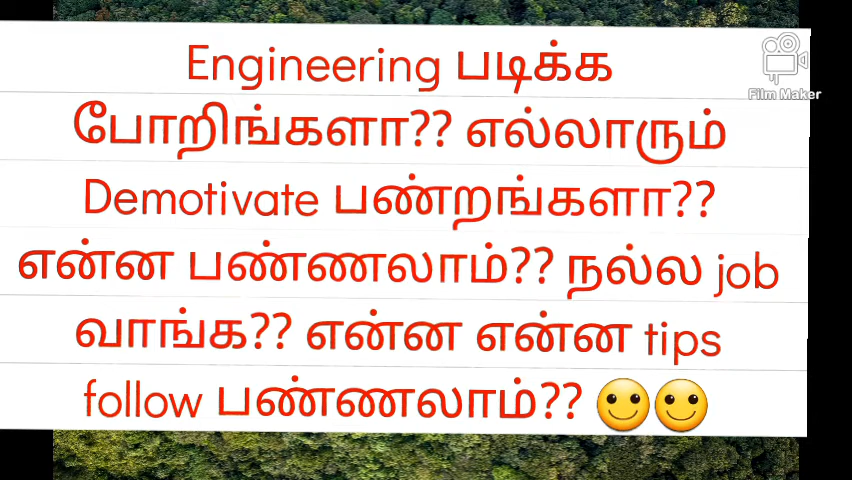 Film Maker
Engineering படிக்க
போறிங்களா?? எல்லாரும்
Demotivate பண்றங்களா??
என்ன பண்ணலாம்?? நல்ல job
வாங்க?? என்ன என்ன tips
follow பண்ணலாம்?? 🙂🙂